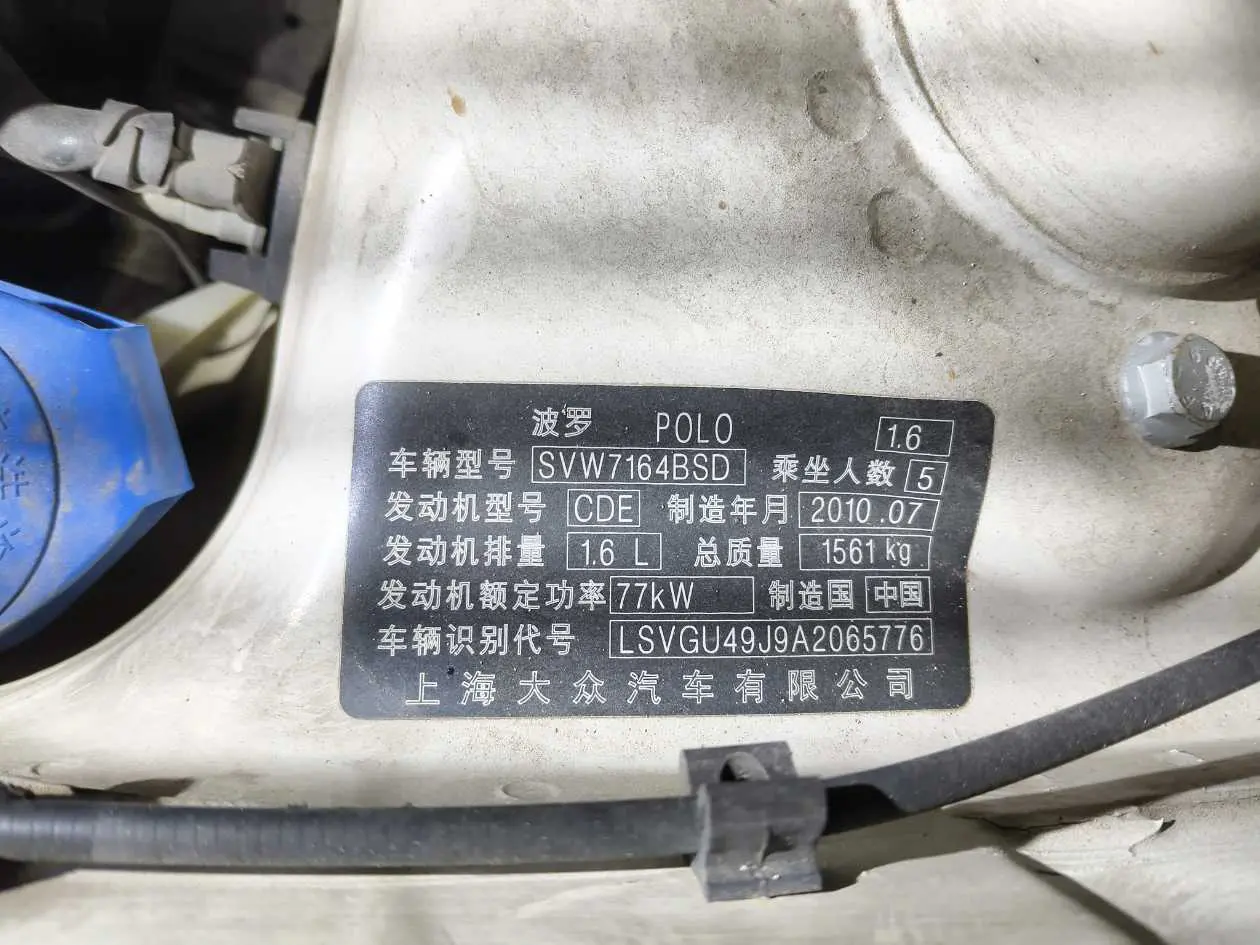 波罗 POLO 1.6
车辆型号 SVW7164BSD 乘坐人数 5
发动机型号 CDE 制造年月 2010.07
发动机排量 1.6 L 总质量 1561 kg
发动机额定功率 77kW 制造国 中国
车辆识别代号 LSVGU49J9A2065776
上海大众汽车有限公司